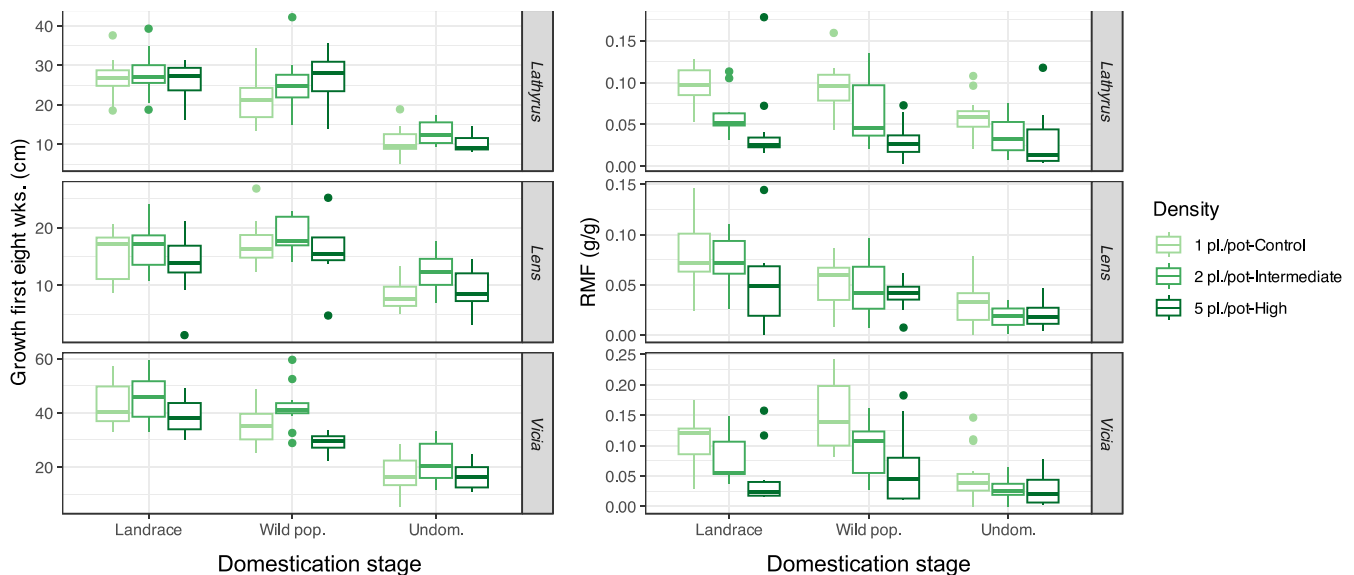 Growth first eight wks. (cm)
40
30
20
10
Lathyrus
20
10
Lens
60
40
20
Vicia
Landrace
Wild pop.
Undom.
Domestication stage
RMF (g/g)
0.15
0.10
0.05
0.00
Lathyrus
0.15
0.10
0.05
0.00
Lens
0.25
0.20
0.15
0.10
0.05
0.00
Vicia
Landrace
Wild pop.
Undom.
Domestication stage
Density
1 pl./pot-Control
2 pl./pot-Intermediate
5 pl./pot-High